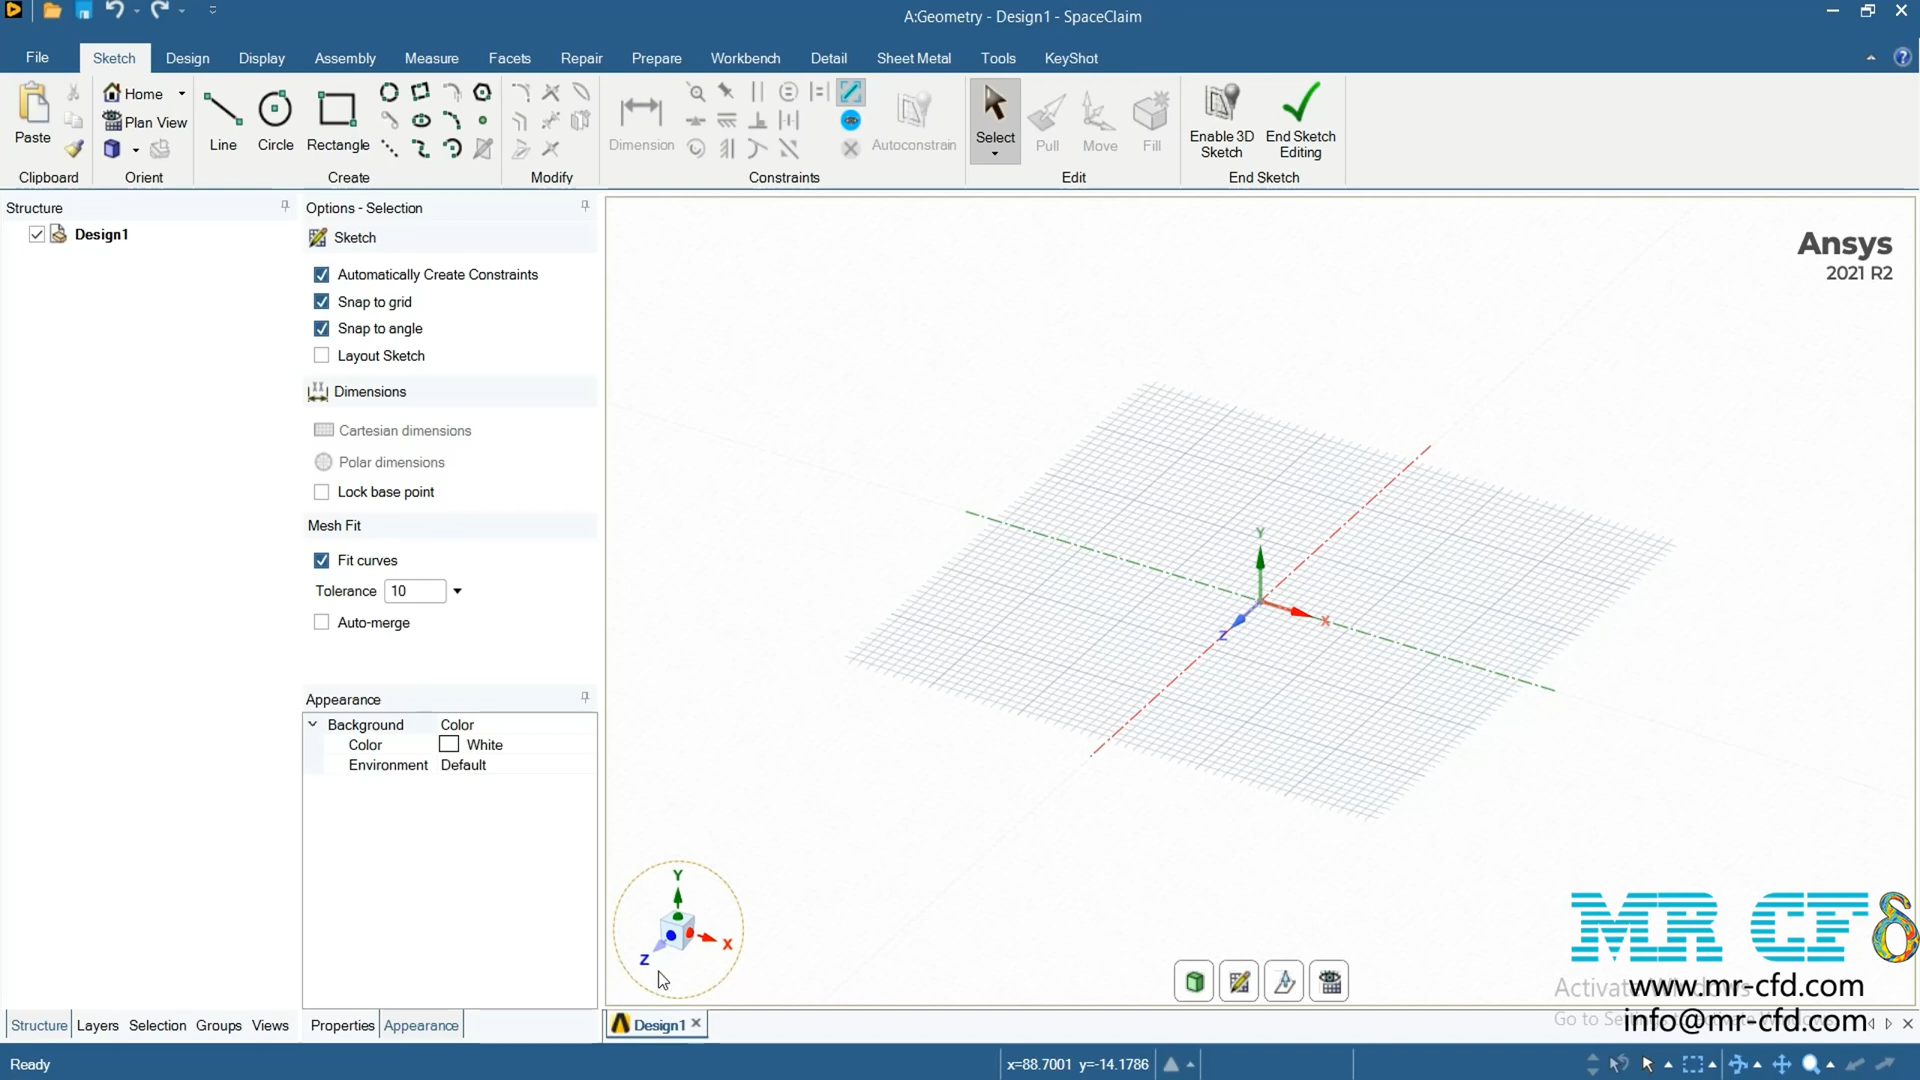 A:Geometry - Design1 - SpaceClaim
File Sketch Design Display Assembly Measure Facets Repair Prepare Workbench Detail Sheet Metal Tools KeyShot
Paste
Home
Plan View
Line Circle Rectangle
Dimension
Autoconstrain
Select
Pull Move Fill
Enable 3D Sketch
End Sketch Editing
Clipboard Orient Create Modify Constraints Edit End Sketch
Structure
Design1
Options - Selection
Sketch
Automatically Create Constraints
Snap to grid
Snap to angle
Layout Sketch
Dimensions
Cartesian dimensions
Polar dimensions
Lock base point
Mesh Fit
Fit curves
Tolerance 10
Auto-merge
Appearance
Background Color
Color White
Environment Default
Ansys
2021 R2
Y
X
Z
Y
X
Z
MR CFD
www.mr-cfd.com
info@mr-cfd.com
Structure Layers Selection Groups Views
Properties Appearance
Design1
Ready
x=88.7001 y=-14.1786